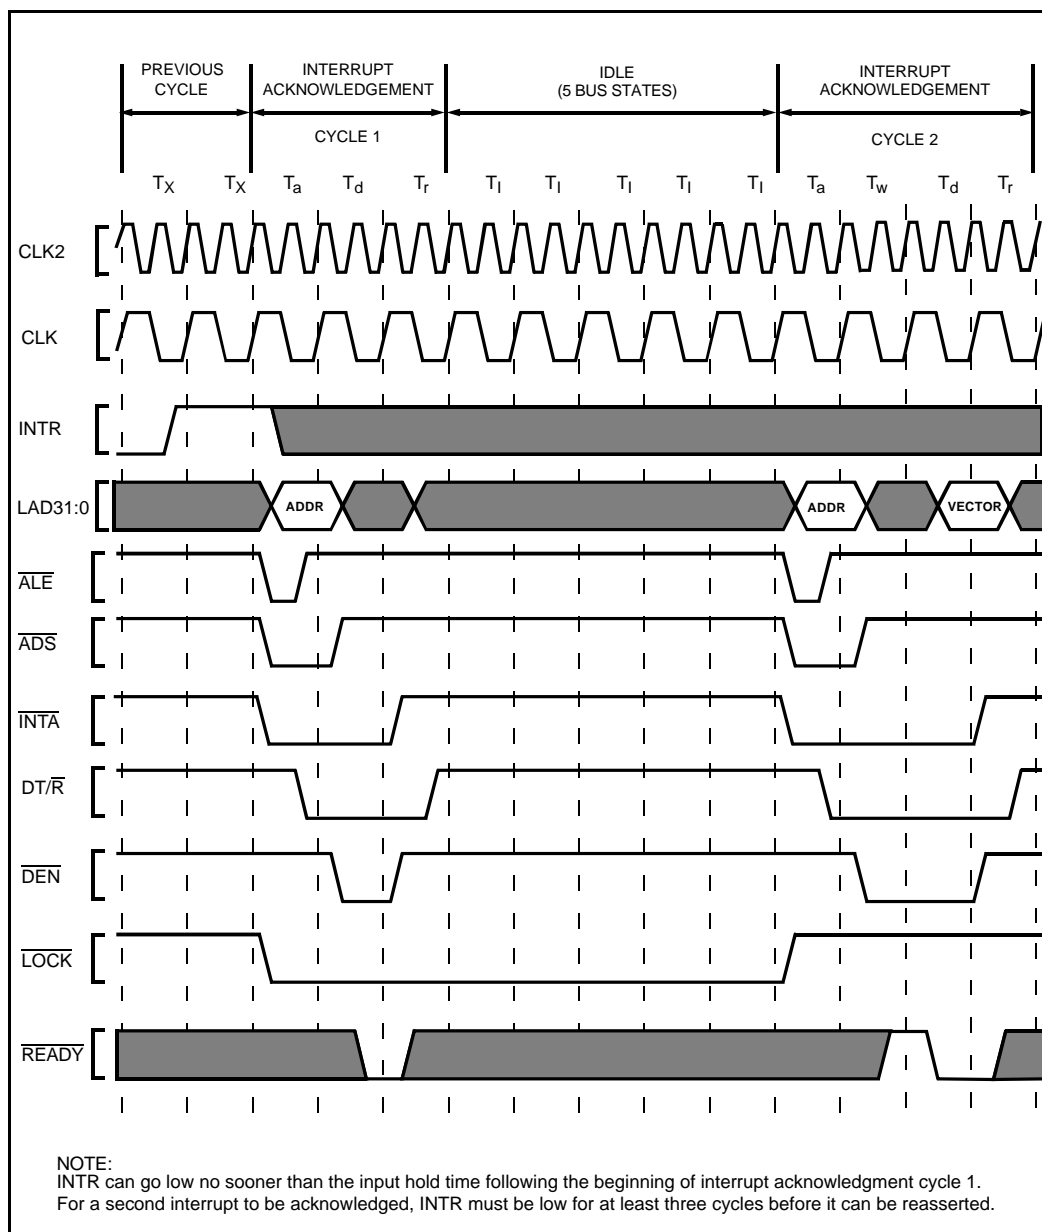 PREVIOUS CYCLE
INTERRUPT ACKNOWLEDGEMENT
CYCLE 1
IDLE
(5 BUS STATES)
INTERRUPT ACKNOWLEDGEMENT
CYCLE 2
TX TX Ta Td Tr TI TI TI TI TI Ta Tw Td Tr
CLK2
CLK
INTR
LAD31:0 ADDR ADDR VECTOR
ALE
ADS
INTA
DT/R
DEN
LOCK
READY
NOTE:
INTR can go low no sooner than the input hold time following the beginning of interrupt acknowledgment cycle 1.
For a second interrupt to be acknowledged, INTR must be low for at least three cycles before it can be reasserted.